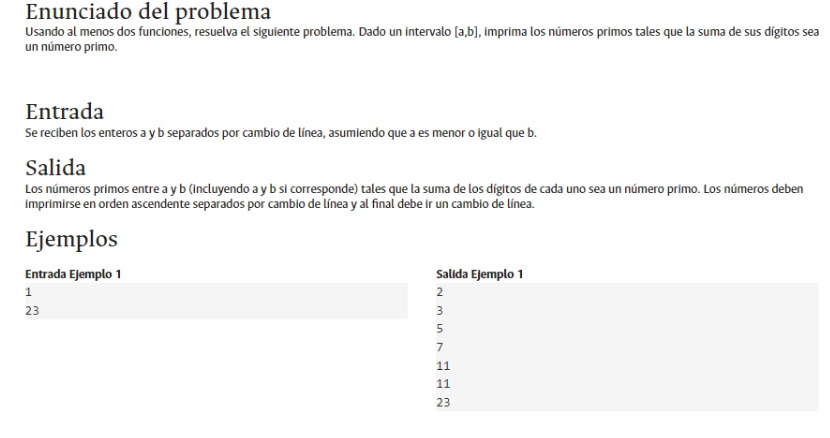 Enunciado del problema
Usando al menos dos funciones, resuelva el siguiente problema. Dado un intervalo [a,b], imprima los números primos tales que la suma de sus dígitos sea
un número primo.
Entrada
Se reciben los enteros a y b separados por cambio de línea, asumiendo que a es menor o igual que b.
Salida
Los números primos entre a y b (incluyendo a y b si corresponde) tales que la suma de los dígitos de cada uno sea un número primo. Los números deben
imprimirse en orden ascendente separados por cambio de línea y al final debe ir un cambio de línea.
Ejemplos
Entrada Ejemplo 1
1
23
Salida Ejemplo 1
2
3
5
7
11
11
23